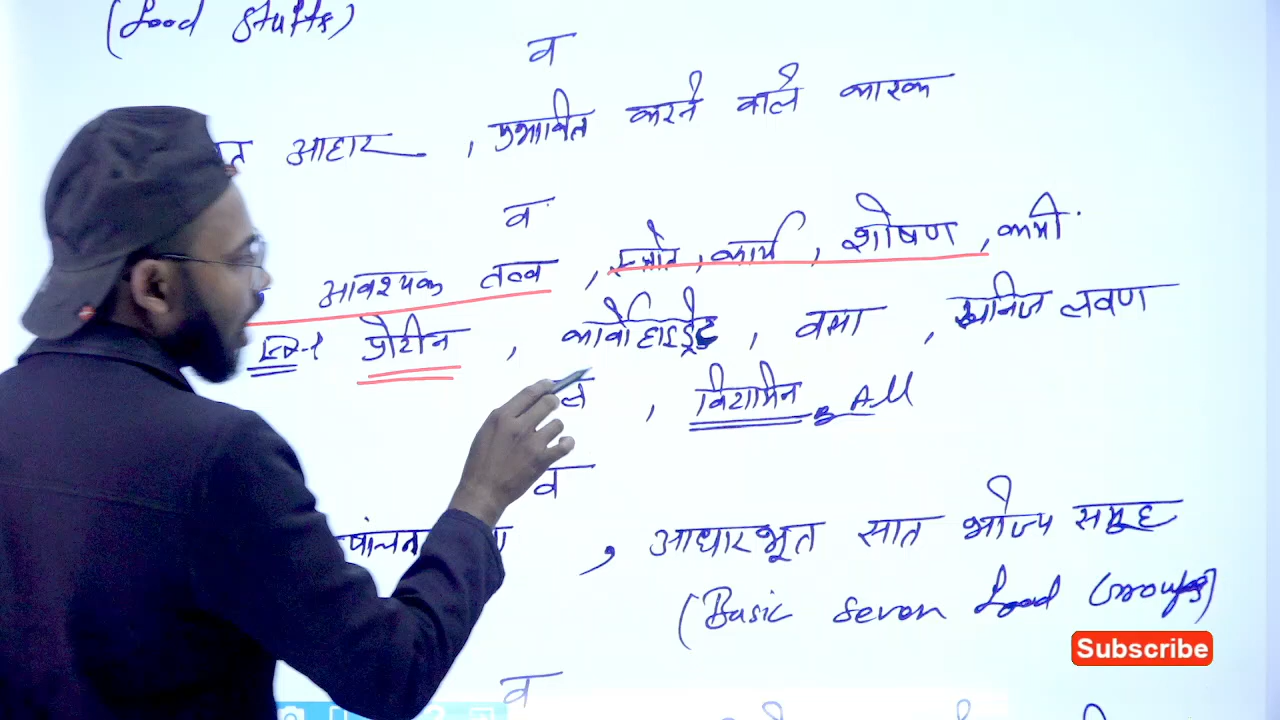 (Food Stuffs)
व
आहार , प्रभावित करने वाले कारक
व
आवश्यक तत्व , स्त्रोत , कार्य , शोषण , कमी
प्रोटीन , कार्बोहाइड्रेट , वसा , खनिज लवण
, विटामिन & All
व
, आधारभूत सात भोज्य समूह
(Basic Seven Food Groups)
Subscribe
व